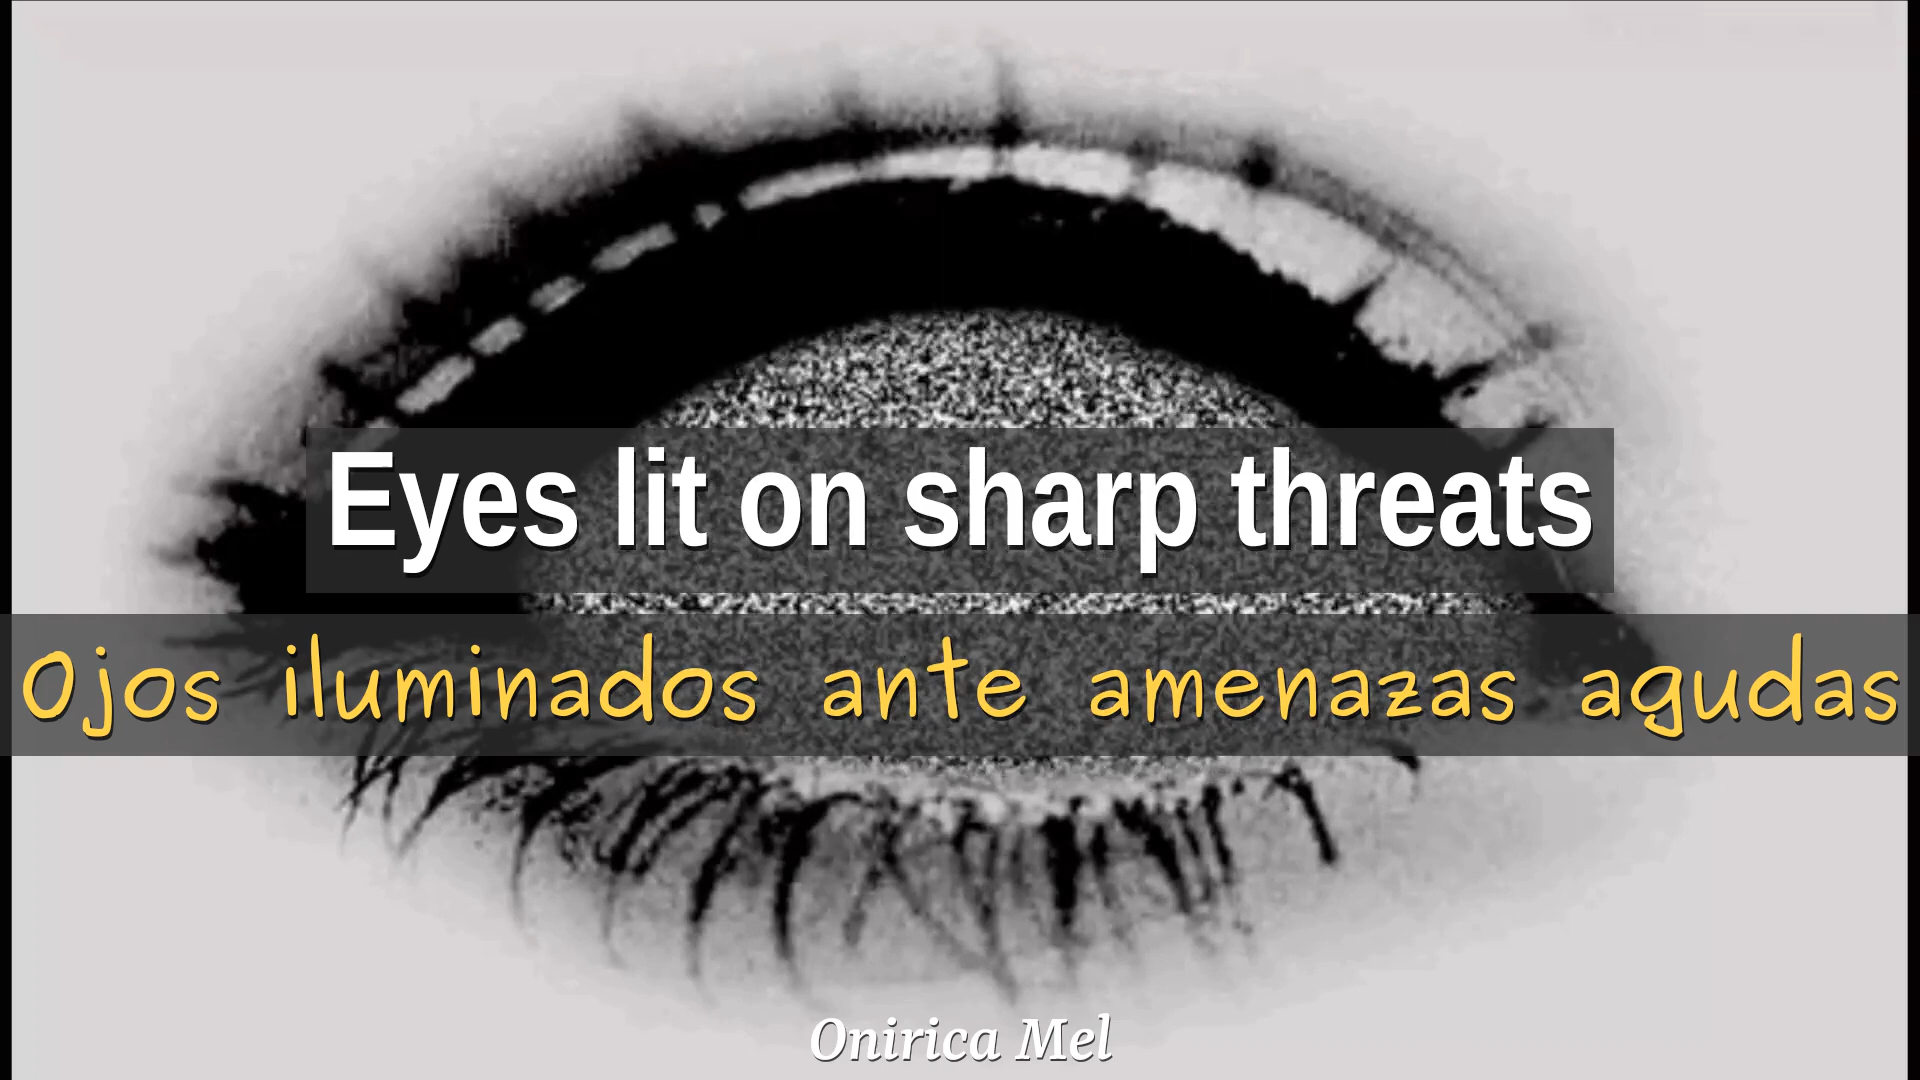 Eyes lit on sharp threats
Ojos iluminados ante amenazas agudas
Onirica Mel